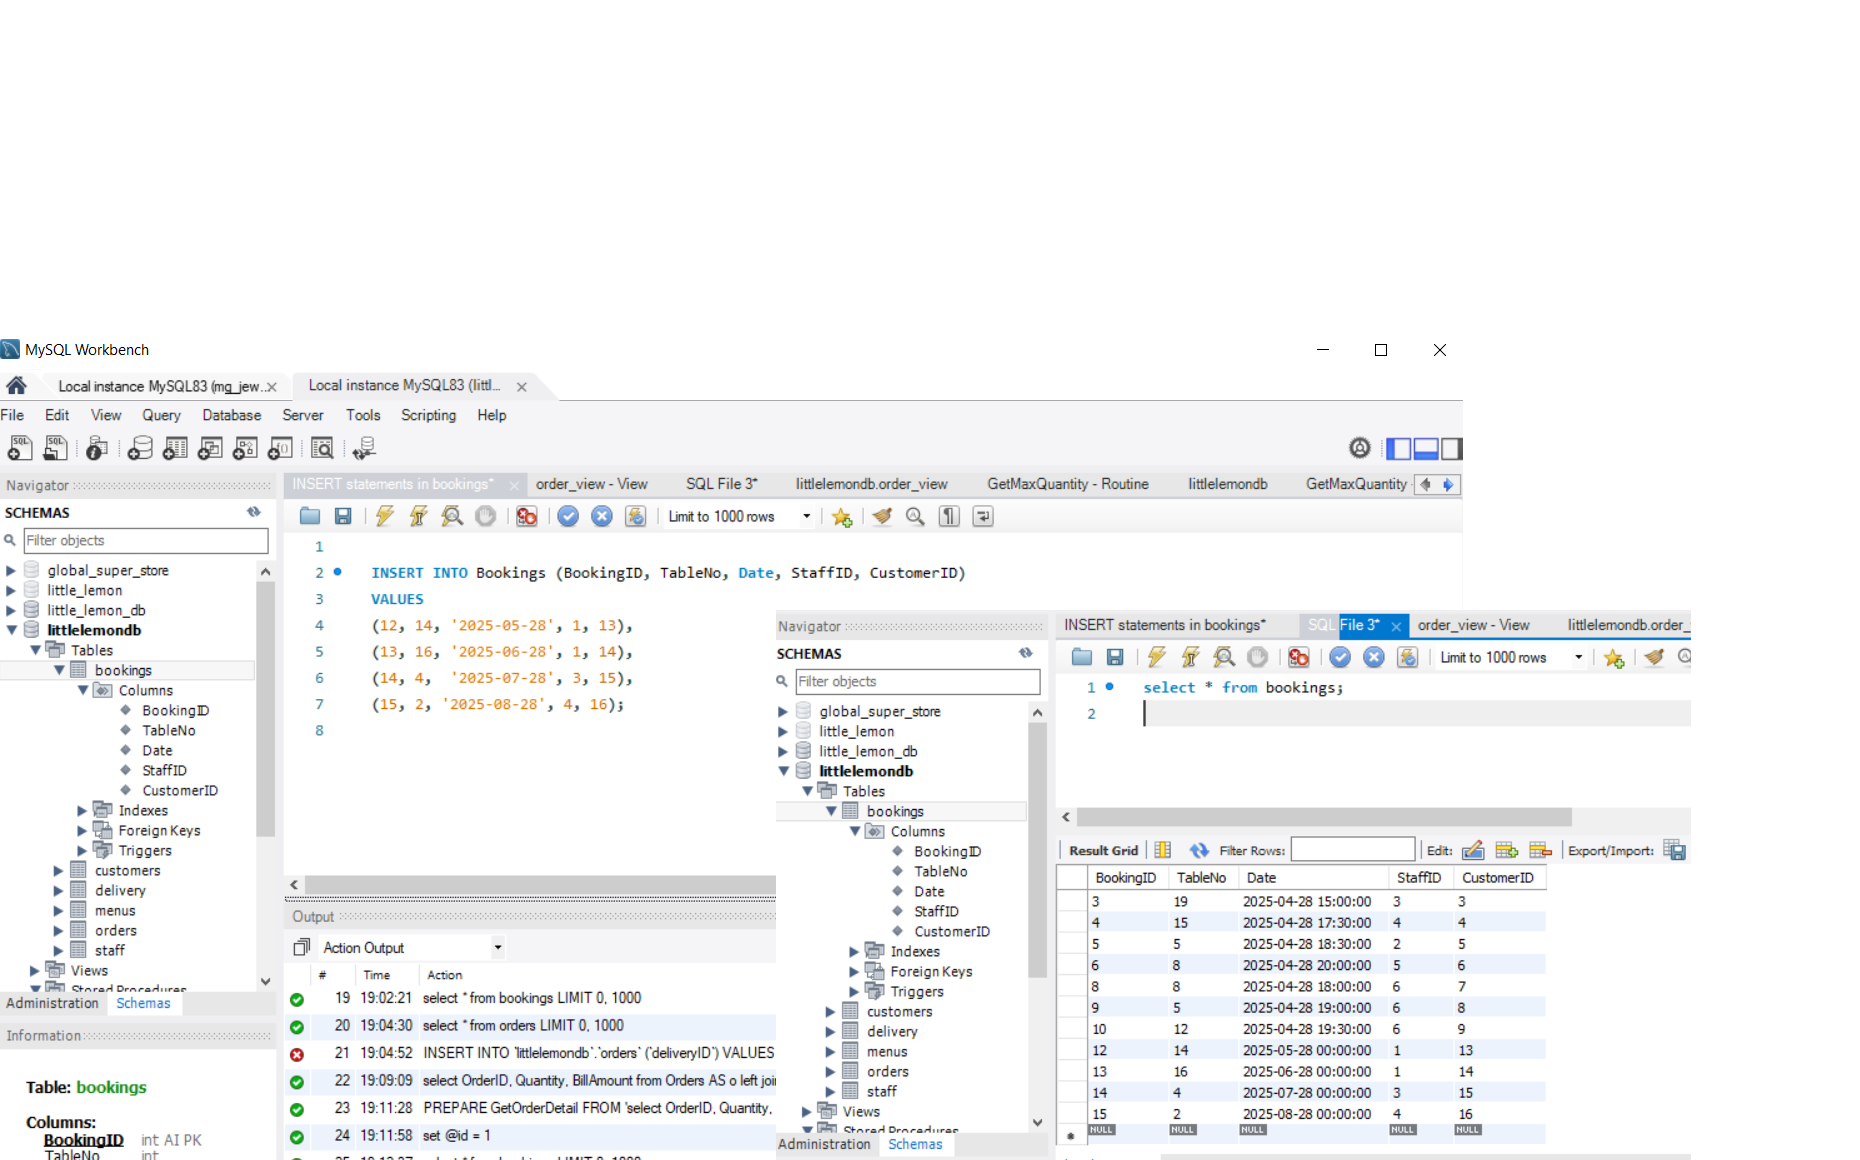 MySQL Workbench
Local instance MySQL83 (mg_jew... Local instance MySQL83 (littl...
File Edit View Query Database Server Tools Scripting Help
Navigator
SCHEMAS
Filter objects
global_super_store
little_lemon
little_lemon_db
littlelemondb
Tables
bookings
Columns
BookingID
TableNo
Date
StaffID
CustomerID
Indexes
Foreign Keys
Triggers
customers
delivery
menus
orders
staff
Views
Stored Procedures
Administration Schemas
Information
Table: bookings
Columns:
BookingID int AI PK
TableNo int
INSERT statements in bookings* order_view - View SQL File 3* littlelemondb.order_view GetMaxQuantity - Routine littlelemondb GetMaxQuantity
Limit to 1000 rows
1
2 INSERT INTO Bookings (BookingID, TableNo, Date, StaffID, CustomerID)
3 VALUES
4 (12, 14, '2025-05-28', 1, 13),
5 (13, 16, '2025-06-28', 1, 14),
6 (14, 4, '2025-07-28', 3, 15),
7 (15, 2, '2025-08-28', 4, 16);
8
Output
Action Output
# Time Action
19 19:02:21 select * from bookings LIMIT 0, 1000
20 19:04:30 select * from orders LIMIT 0, 1000
21 19:04:52 INSERT INTO `littlelemondb`.`orders` (`deliveryID`) VALUES
22 19:09:09 select OrderID, Quantity, BillAmount from Orders AS o left joi
23 19:11:28 PREPARE GetOrderDetail FROM 'select OrderID, Quantity,
24 19:11:58 set @id = 1
Navigator
SCHEMAS
Filter objects
global_super_store
little_lemon
little_lemon_db
littlelemondb
Tables
bookings
Columns
BookingID
TableNo
Date
StaffID
CustomerID
Indexes
Foreign Keys
Triggers
customers
delivery
menus
orders
staff
Views
Stored Procedures
Administration Schemas
INSERT statements in bookings* SQL File 3* order_view - View littlelemondb.order_
Limit to 1000 rows
1 select * from bookings;
2
Result Grid Filter Rows: Edit: Export/Import:
BookingID TableNo Date StaffID CustomerID
3 19 2025-04-28 15:00:00 3 3
4 15 2025-04-28 17:30:00 4 4
5 5 2025-04-28 18:30:00 2 5
6 8 2025-04-28 20:00:00 5 6
8 8 2025-04-28 18:00:00 6 7
9 5 2025-04-28 19:00:00 6 8
10 12 2025-04-28 19:30:00 6 9
12 14 2025-05-28 00:00:00 1 13
13 16 2025-06-28 00:00:00 1 14
14 4 2025-07-28 00:00:00 3 15
15 2 2025-08-28 00:00:00 4 16
NULL NULL NULL NULL NULL